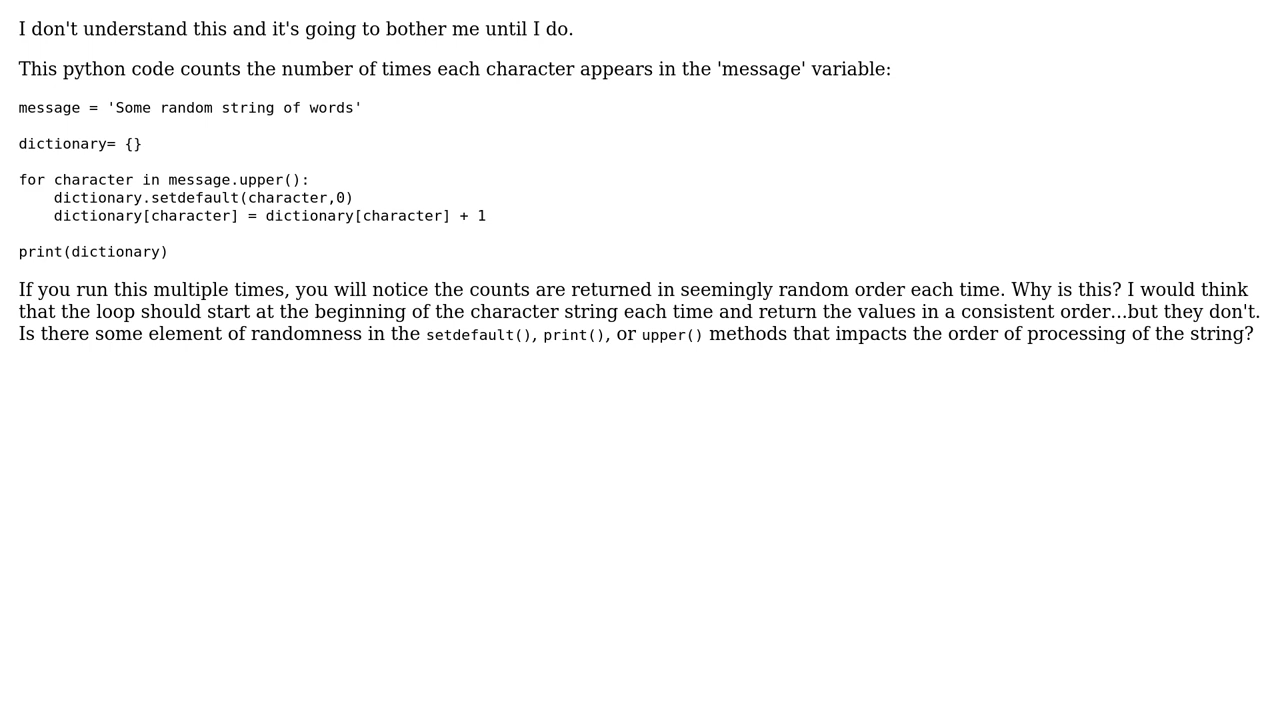 I don't understand this and it's going to bother me until I do.
This python code counts the number of times each character appears in the 'message' variable:
message = 'Some random string of words'
dictionary= {}
for character in message.upper():
    dictionary.setdefault(character,0)
    dictionary[character] = dictionary[character] + 1
print(dictionary)
If you run this multiple times, you will notice the counts are returned in seemingly random order each time. Why is this? I would think
that the loop should start at the beginning of the character string each time and return the values in a consistent order...but they don't.
Is there some element of randomness in the setdefault(), print(), or upper() methods that impacts the order of processing of the string?